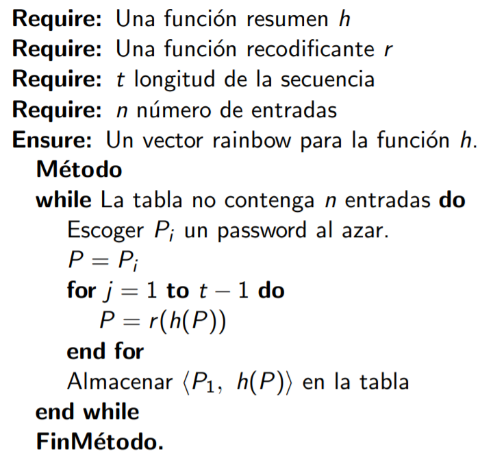 Require: Una función resumen h
Require: Una función recodificante r
Require: t longitud de la secuencia
Require: n número de entradas
Ensure: Un vector rainbow para la función h.
Método
while La tabla no contenga n entradas do
Escoger P_i un password al azar.
P = P_i
for j = 1 to t − 1 do
P = r(h(P))
end for
Almacenar ⟨P_1, h(P)⟩ en la tabla
end while
FinMétodo.